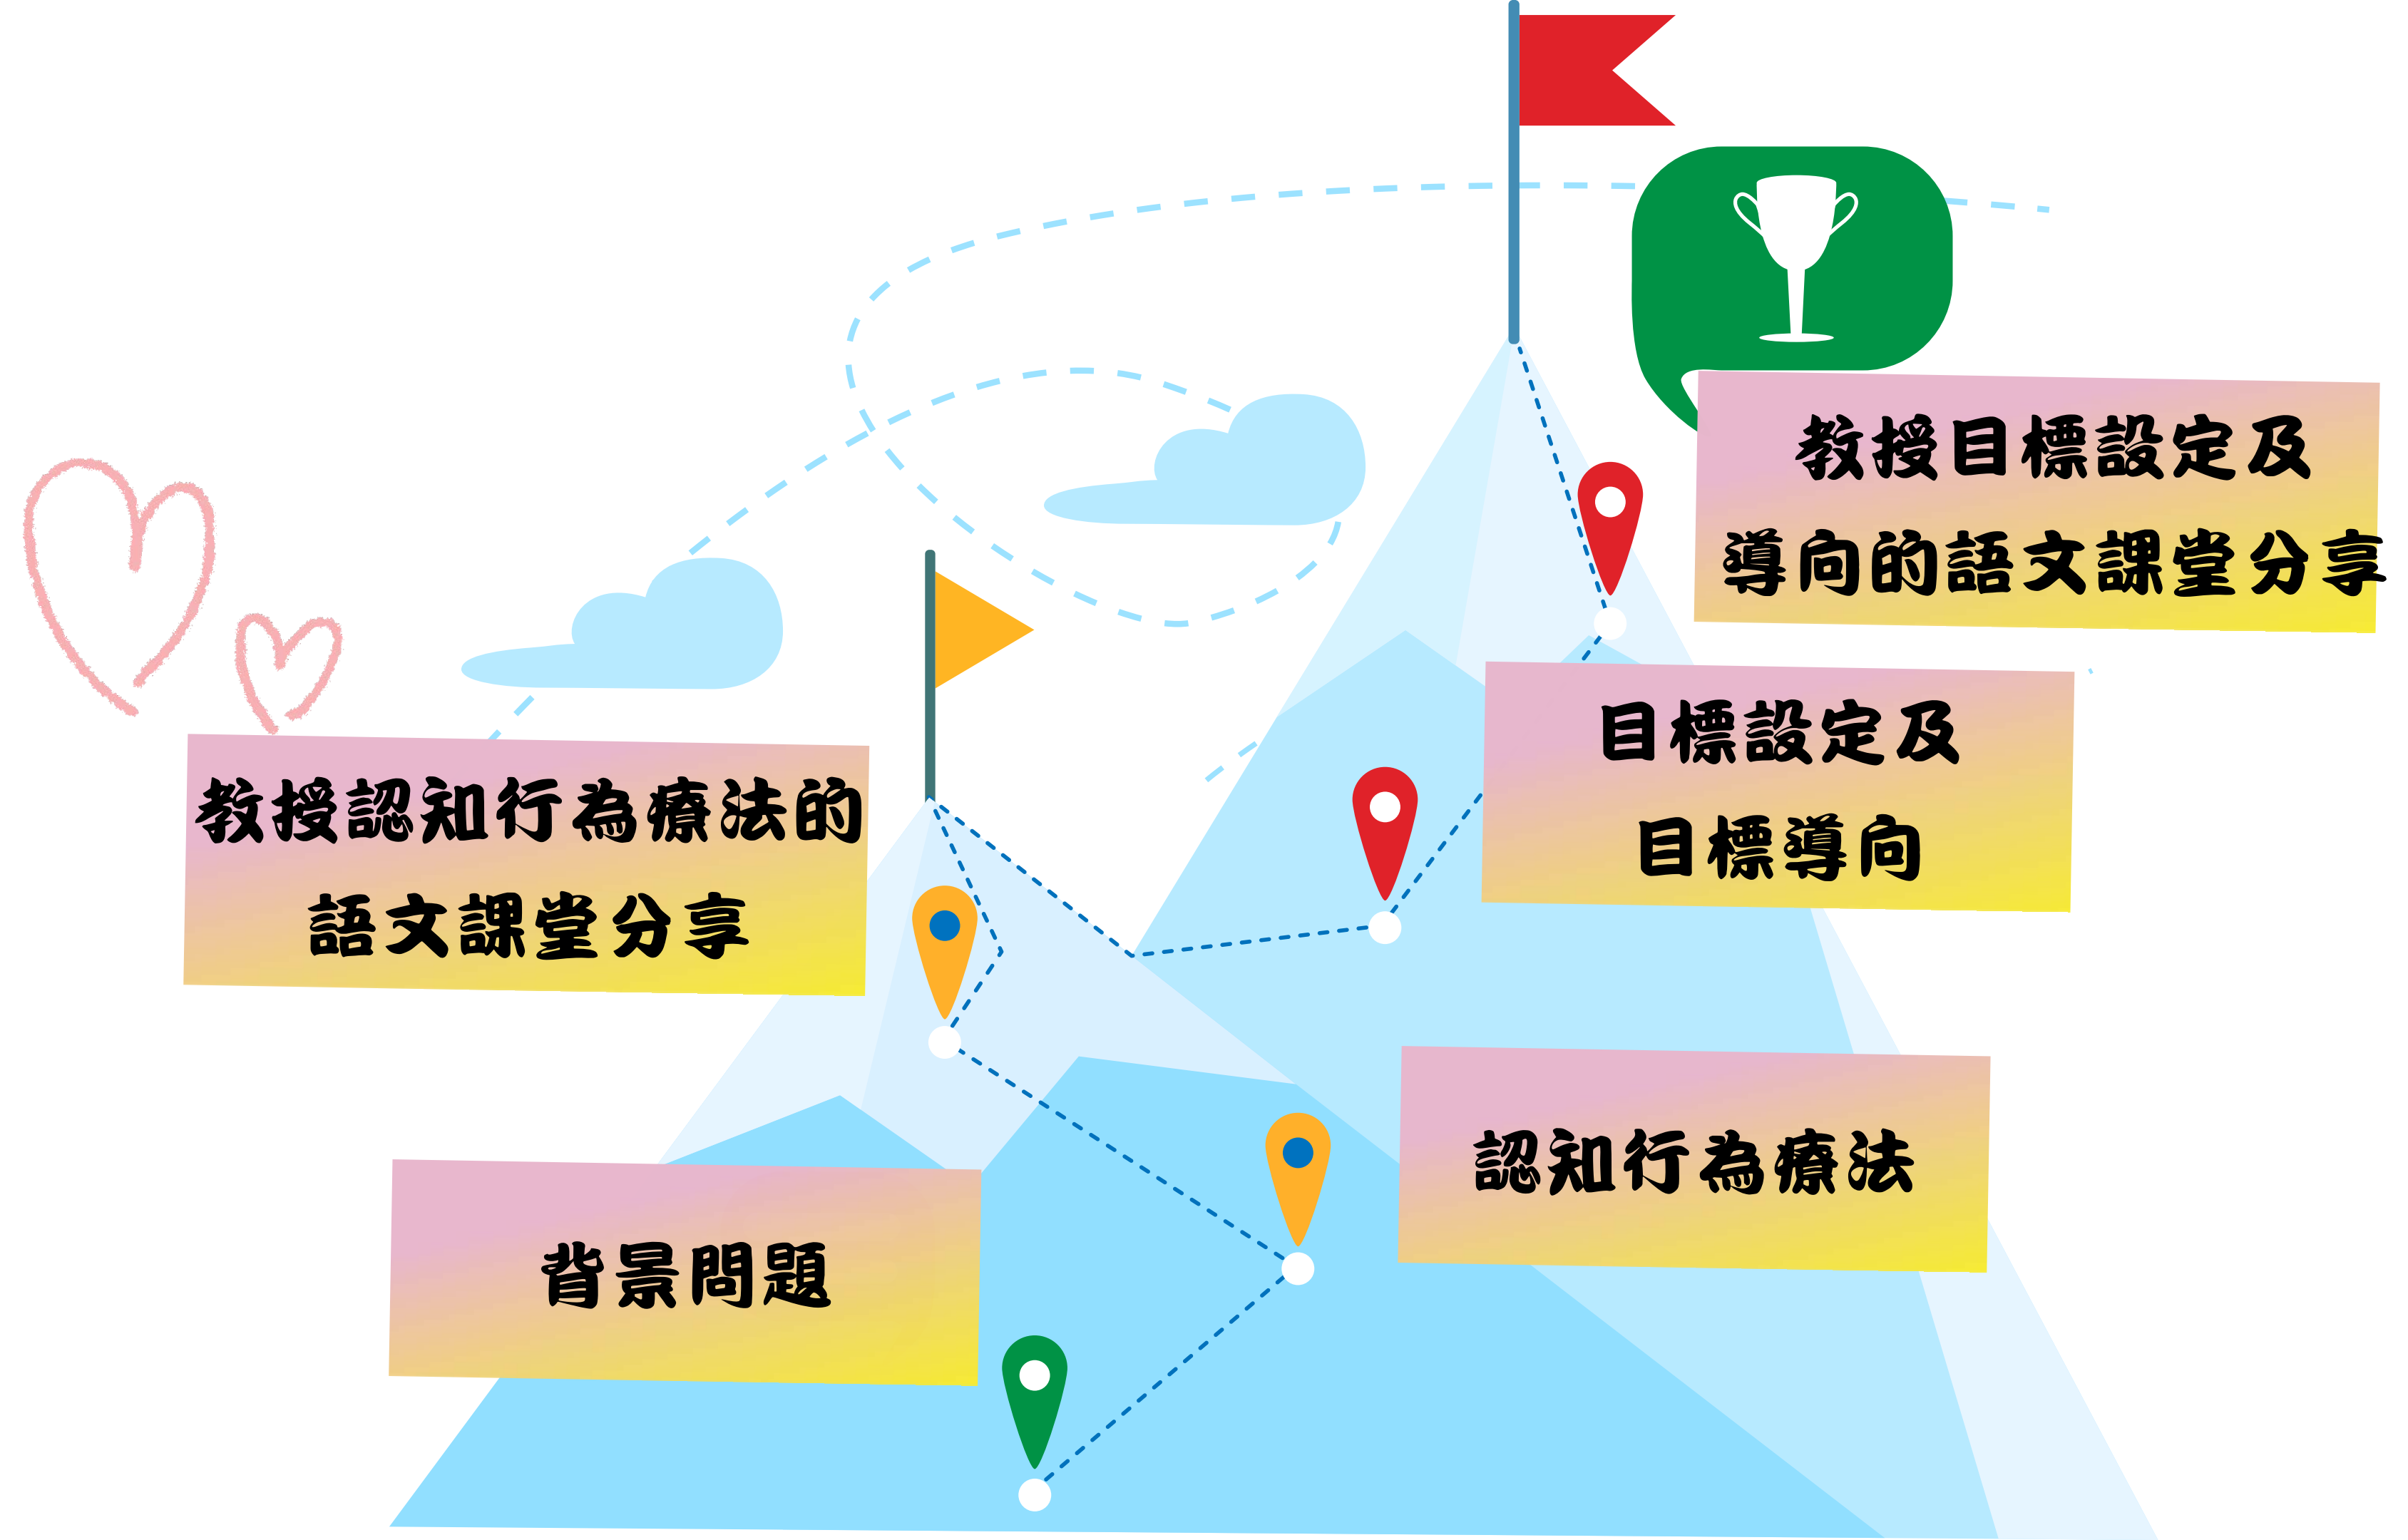 教授目標設定及
導向的語文課堂分享
目標設定及
目標導向
教授認知行為療法的
語文課堂分享
認知行為療法
背景問題